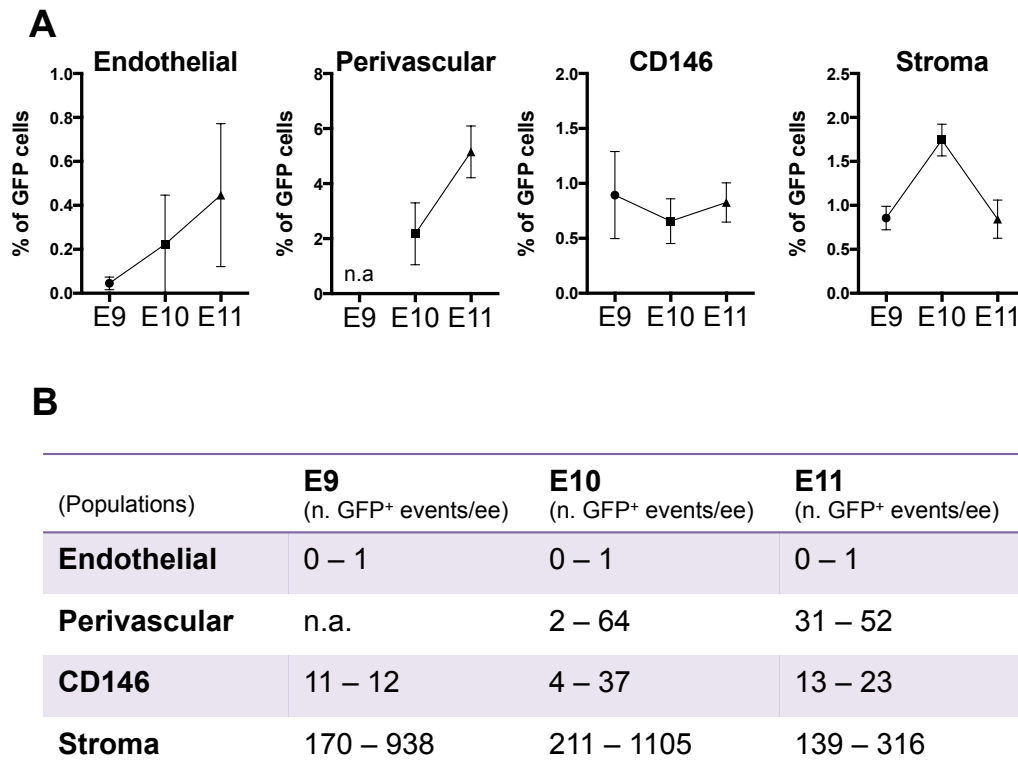 A
Endothelial
% of GFP cells
1.0
0.8
0.6
0.4
0.2
0.0
E9 E10 E11
Perivascular
% of GFP cells
8
6
4
2
0
n.a
E9 E10 E11
CD146
% of GFP cells
2.0
1.5
1.0
0.5
0.0
E9 E10 E11
Stroma
% of GFP cells
2.5
2.0
1.5
1.0
0.5
0.0
E9 E10 E11
B
(Populations) E9 (n. GFP⁺ events/ee) E10 (n. GFP⁺ events/ee) E11 (n. GFP⁺ events/ee)
Endothelial 0 – 1 0 – 1 0 – 1
Perivascular n.a. 2 – 64 31 – 52
CD146 11 – 12 4 – 37 13 – 23
Stroma 170 – 938 211 – 1105 139 – 316